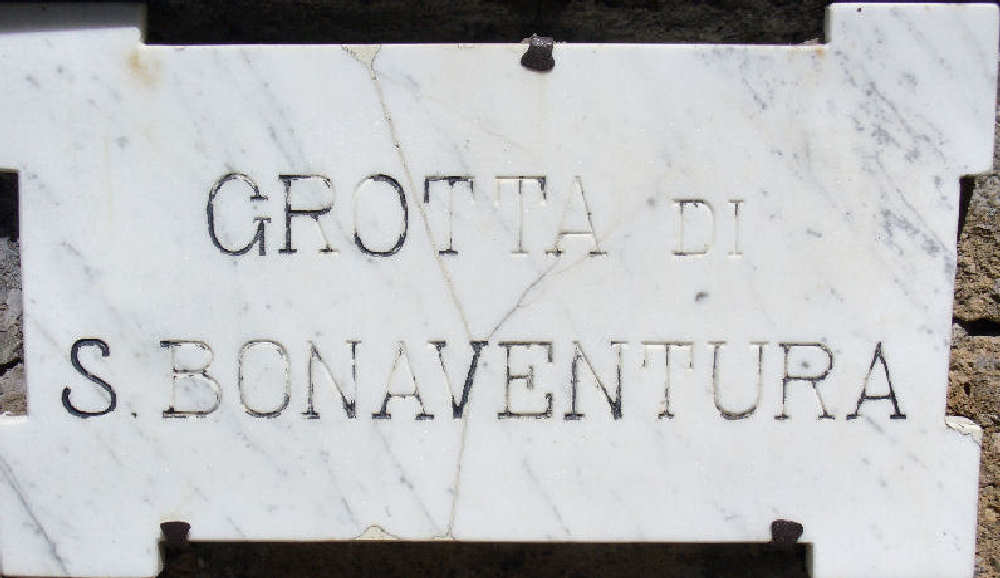 GROTTA DI
S. BONAVENTURA